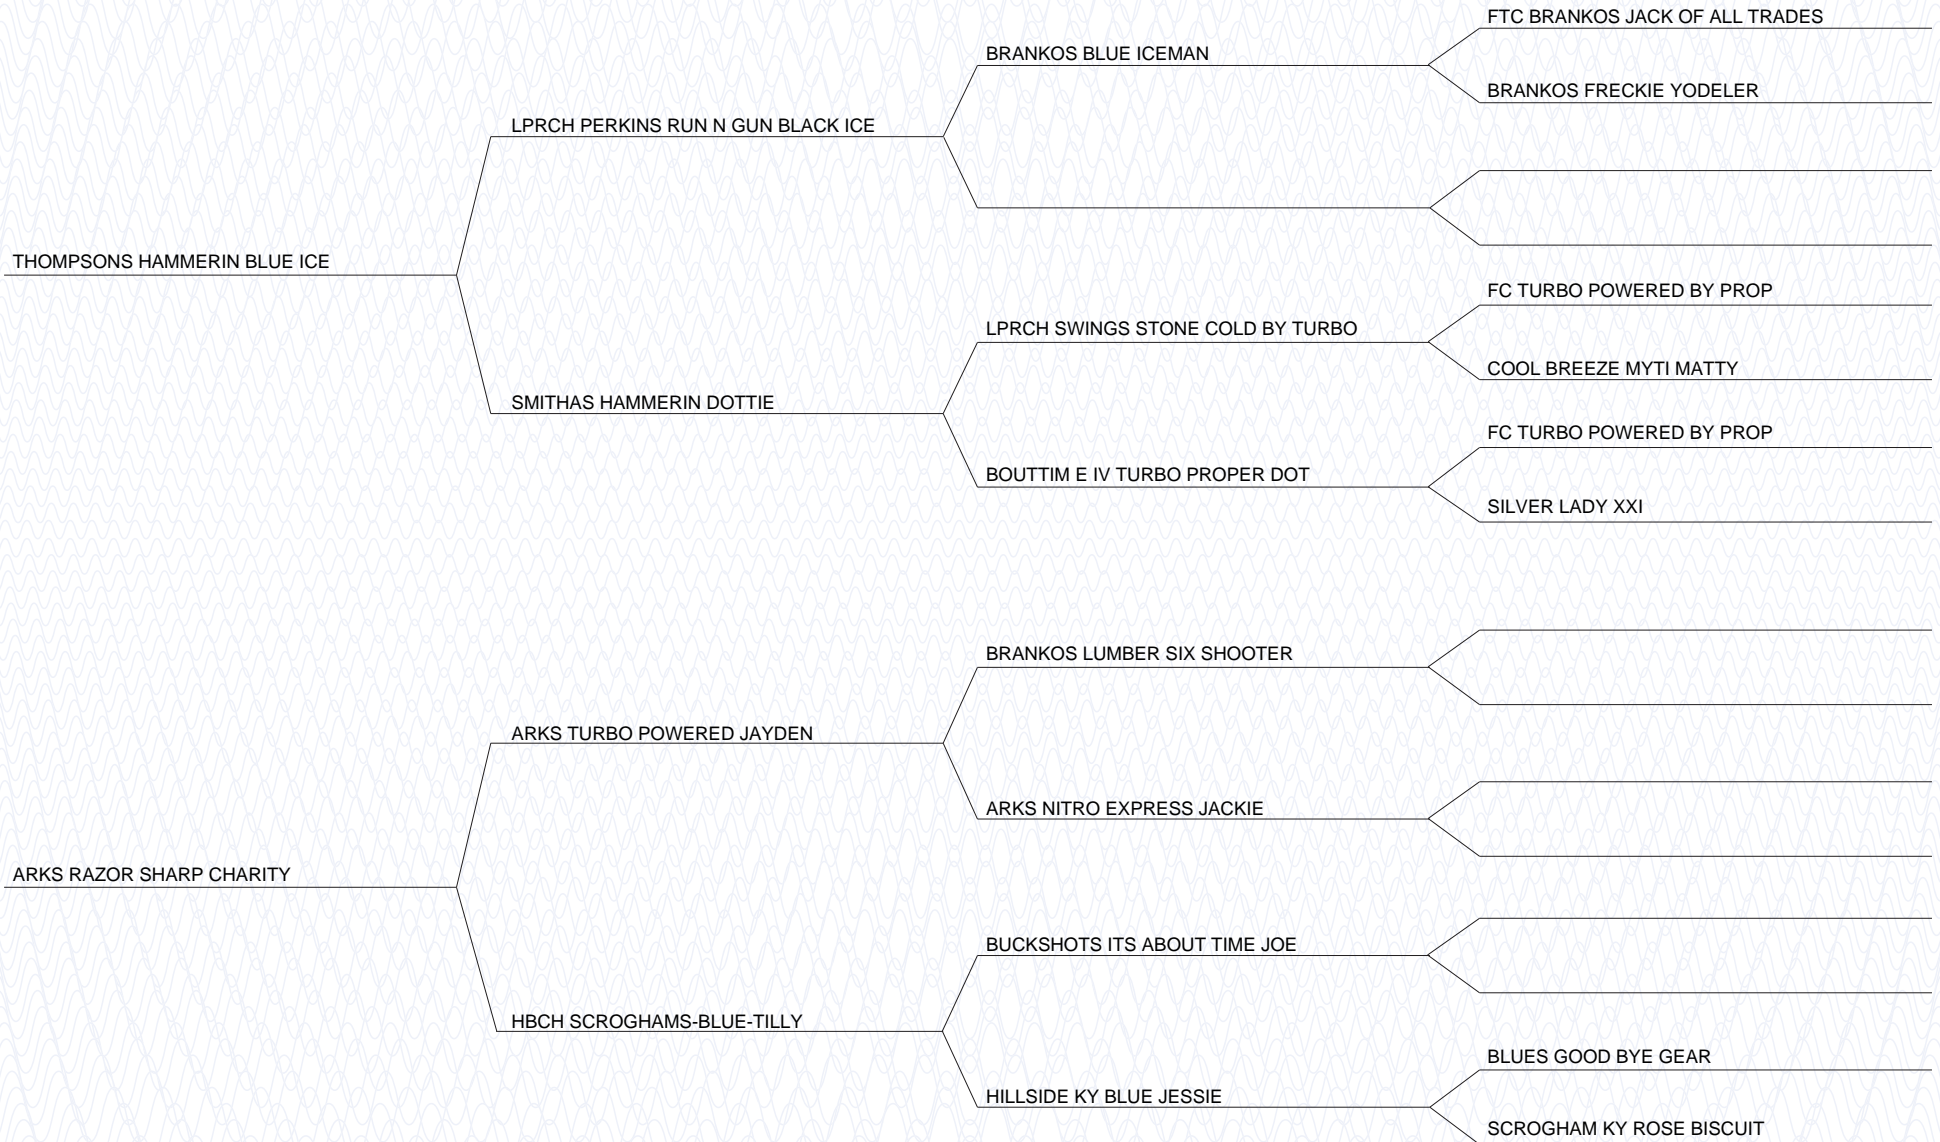 FTC BRANKOS JACK OF ALL TRADES
BRANKOS BLUE ICEMAN
BRANKOS FRECKIE YODELER
LPRCH PERKINS RUN N GUN BLACK ICE
THOMPSONS HAMMERIN BLUE ICE
FC TURBO POWERED BY PROP
LPRCH SWINGS STONE COLD BY TURBO
COOL BREEZE MYTI MATTY
SMITHAS HAMMERIN DOTTIE
FC TURBO POWERED BY PROP
BOUTTIM E IV TURBO PROPER DOT
SILVER LADY XXI
BRANKOS LUMBER SIX SHOOTER
ARKS TURBO POWERED JAYDEN
ARKS NITRO EXPRESS JACKIE
ARKS RAZOR SHARP CHARITY
BUCKSHOTS ITS ABOUT TIME JOE
HBCH SCROGHAMS-BLUE-TILLY
BLUES GOOD BYE GEAR
HILLSIDE KY BLUE JESSIE
SCROGHAM KY ROSE BISCUIT